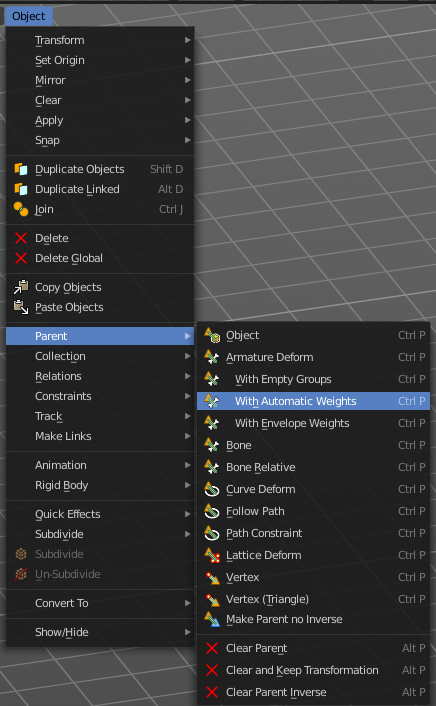 Object
Transform
Set Origin
Mirror
Clear
Apply
Snap
Duplicate Objects Shift D
Duplicate Linked Alt D
Join Ctrl J
Delete
Delete Global
Copy Objects
Paste Objects
Parent
Collection
Relations
Constraints
Track
Make Links
Animation
Rigid Body
Quick Effects
Subdivide
Subdivide
Un-Subdivide
Convert To
Show/Hide
Object Ctrl P
Armature Deform Ctrl P
With Empty Groups Ctrl P
With Automatic Weights Ctrl P
With Envelope Weights Ctrl P
Bone Ctrl P
Bone Relative Ctrl P
Curve Deform Ctrl P
Follow Path Ctrl P
Path Constraint Ctrl P
Lattice Deform Ctrl P
Vertex Ctrl P
Vertex (Triangle) Ctrl P
Make Parent no Inverse
Clear Parent Alt P
Clear and Keep Transformation Alt P
Clear Parent Inverse Alt P